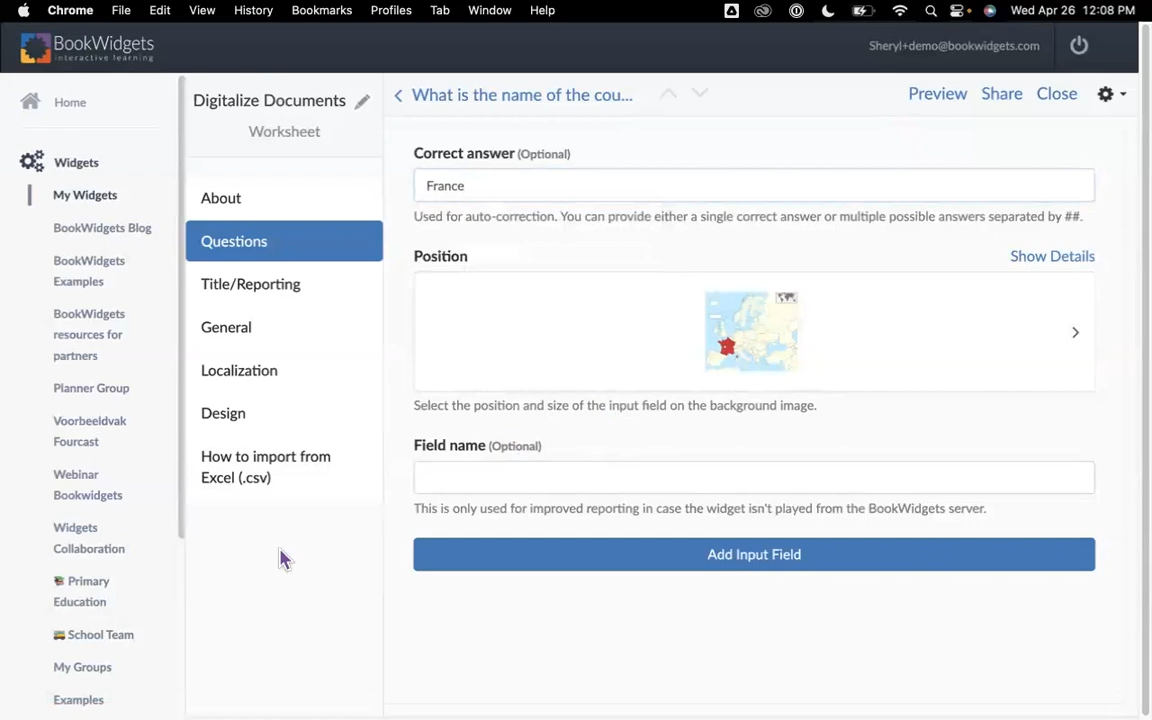 Chrome File Edit View History Bookmarks Profiles Tab Window Help Wed Apr 26 12:08 PM
BookWidgets
interactive learning
Sheryl+demo@bookwidgets.com
Home
Widgets
My Widgets
BookWidgets Blog
BookWidgets
Examples
BookWidgets
resources for
partners
Planner Group
Voorbeeldvak
Fourcast
Webinar
Bookwidgets
Widgets
Collaboration
Primary
Education
School Team
My Groups
Examples
Digitalize Documents
Worksheet
About
Questions
Title/Reporting
General
Localization
Design
How to import from
Excel (.csv)
What is the name of the cou...
Preview Share Close
Correct answer (Optional)
France
Used for auto-correction. You can provide either a single correct answer or multiple possible answers separated by ##.
Position Show Details
Select the position and size of the input field on the background image.
Field name (Optional)
This is only used for improved reporting in case the widget isn't played from the BookWidgets server.
Add Input Field